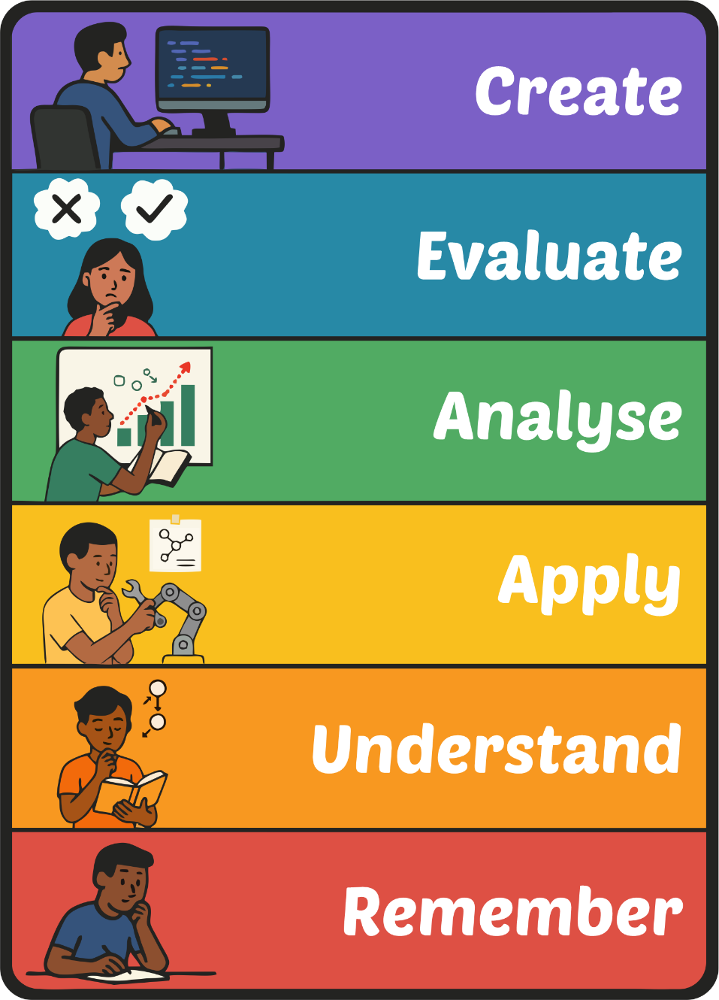 Create
Evaluate
Analyse
Apply
Understand
Remember